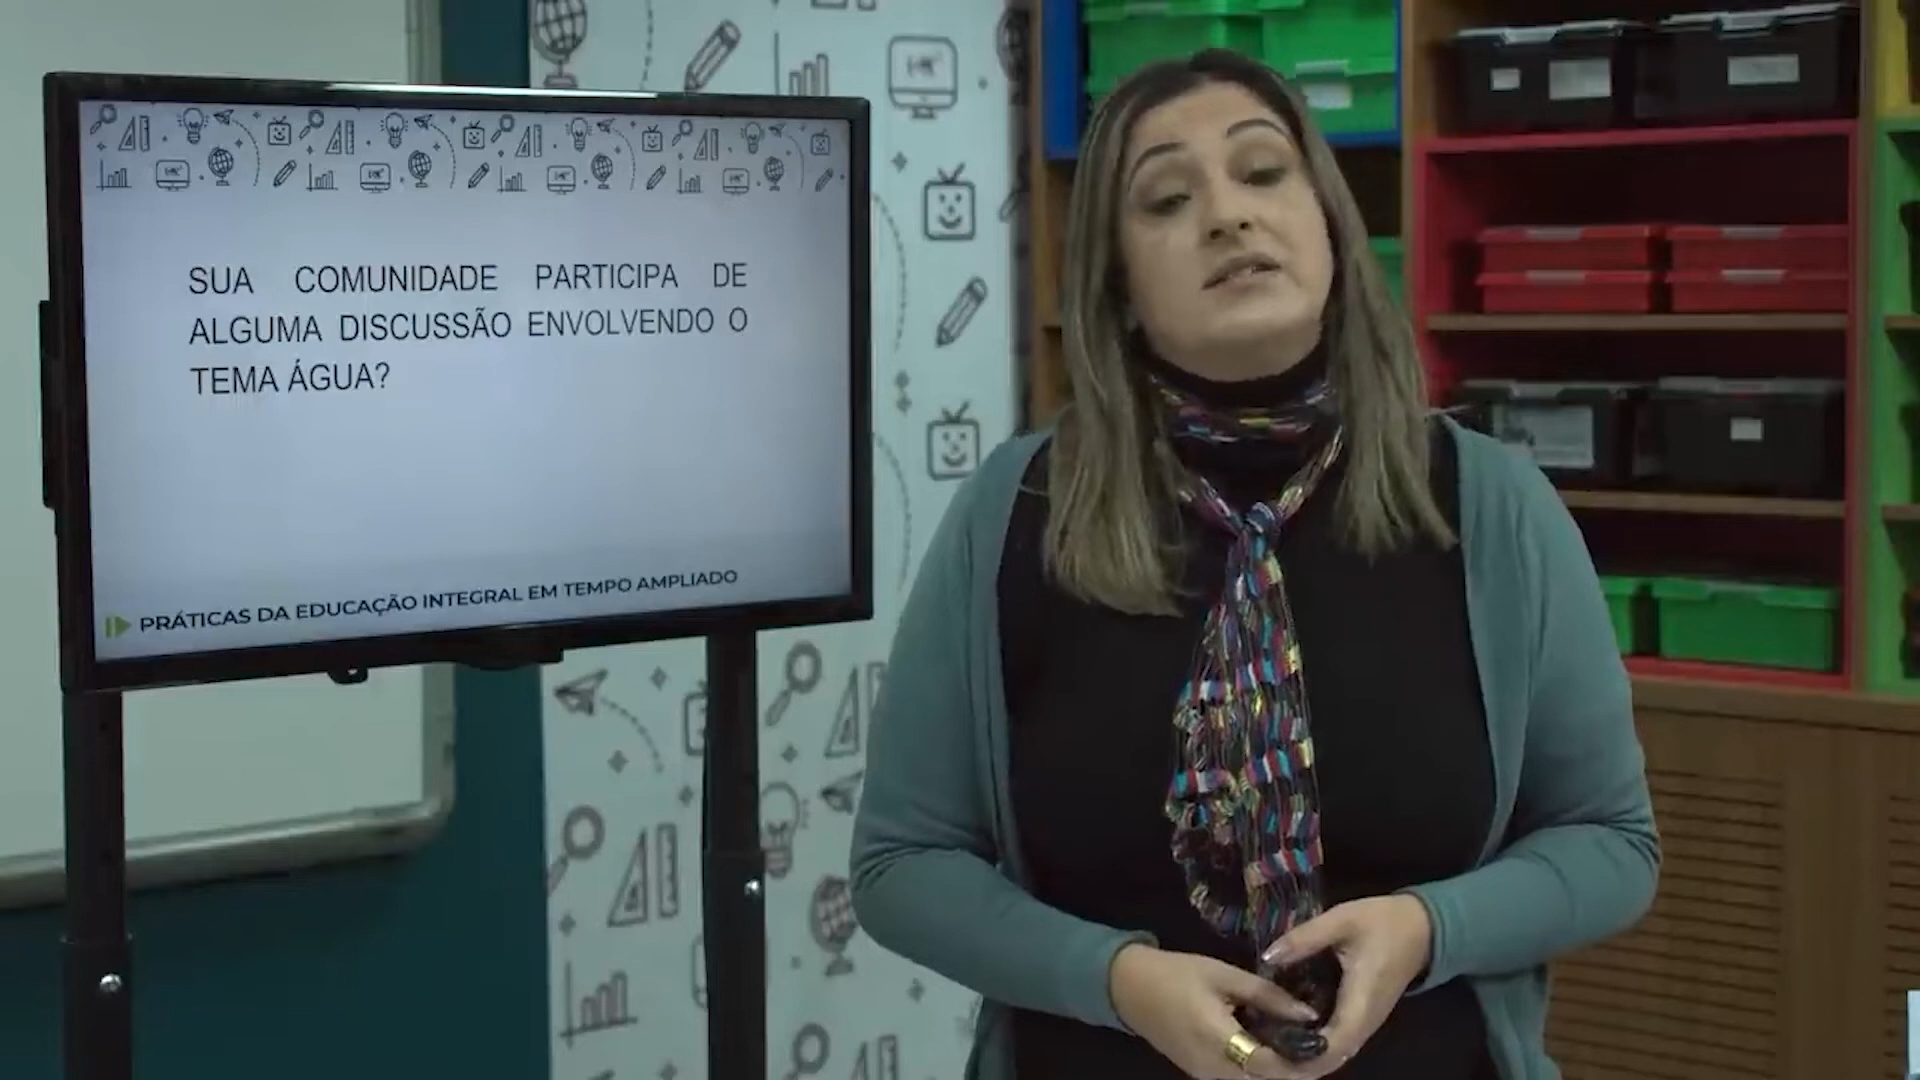 SUA COMUNIDADE PARTICIPA DE
ALGUMA DISCUSSÃO ENVOLVENDO O
TEMA ÁGUA?
PRÁTICAS DA EDUCAÇÃO INTEGRAL EM TEMPO AMPLIADO